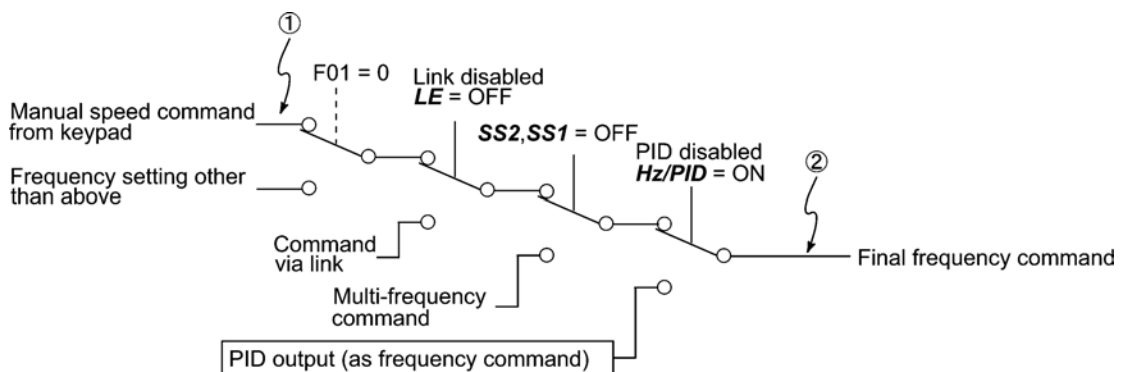 ①
F01 = 0
Link disabled
LE = OFF
Manual speed command
from keypad
SS2,SS1 = OFF
PID disabled
Hz/PID = ON
②
Frequency setting other
than above
Command
via link
Final frequency command
Multi-frequency
command
PID output (as frequency command)